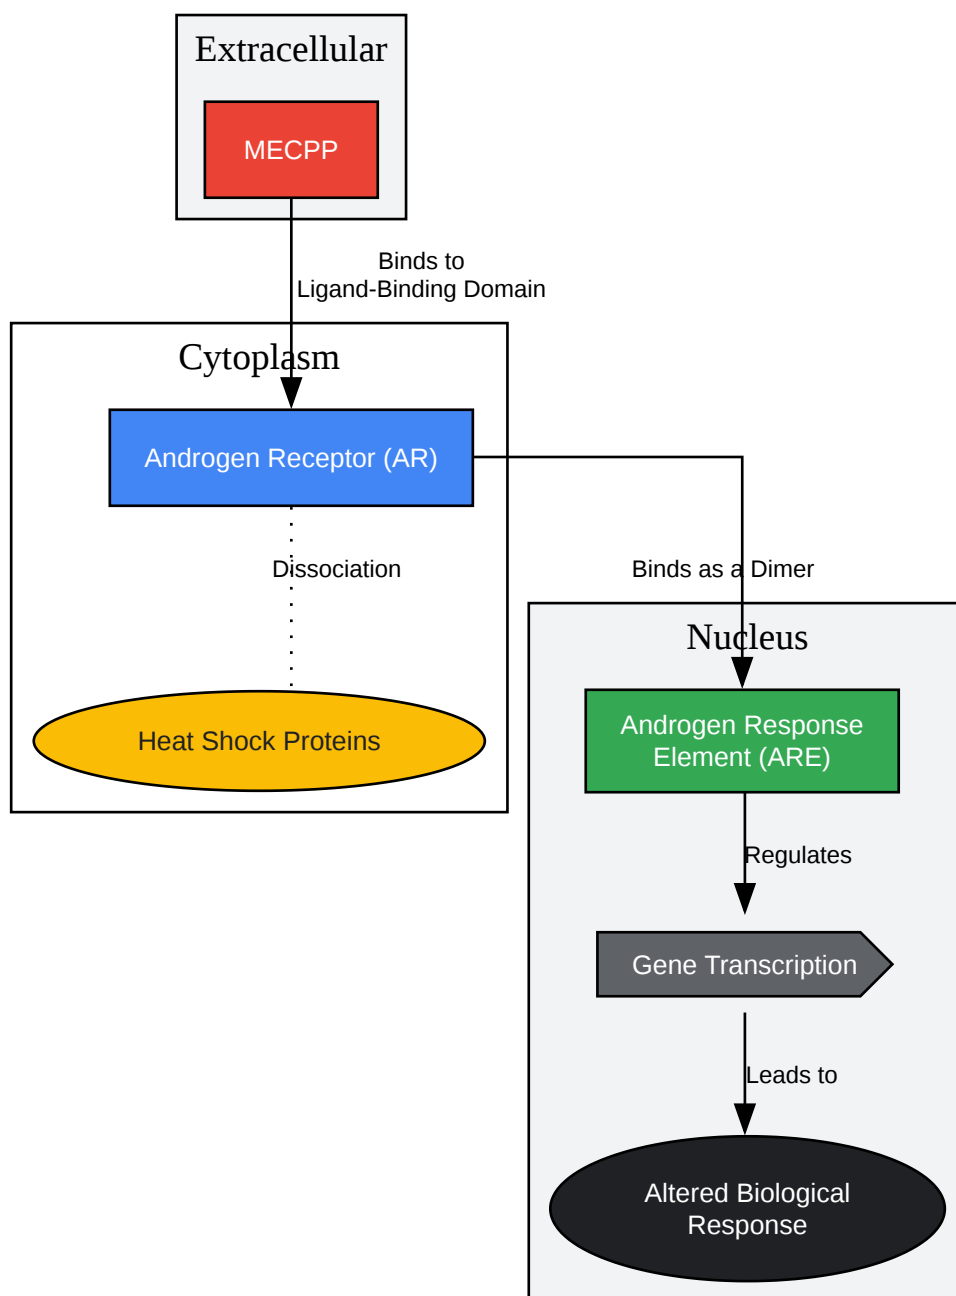 Extracellular
MECPP
Binds to
Ligand-Binding Domain
Cytoplasm
Androgen Receptor (AR)
Dissociation
Binds as a Dimer
Heat Shock Proteins
Nucleus
Androgen Response
Element (ARE)
Regulates
Gene Transcription
Leads to
Altered Biological
Response